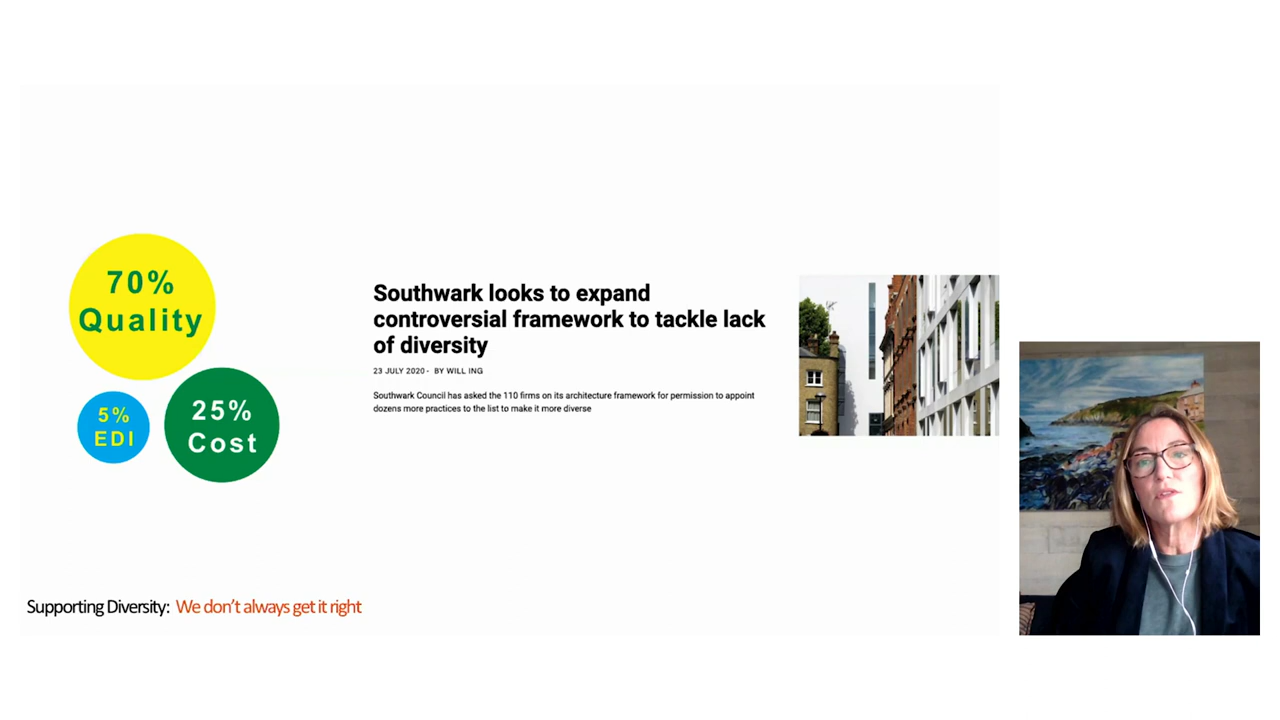 70%
Quality
5%
EDI
25%
Cost
Southwark looks to expand
controversial framework to tackle lack
of diversity
23 JULY 2020 - BY WILL ING
Southwark Council has asked the 110 firms on its architecture framework for permission to appoint
dozens more practices to the list to make it more diverse
Supporting Diversity: We don't always get it right